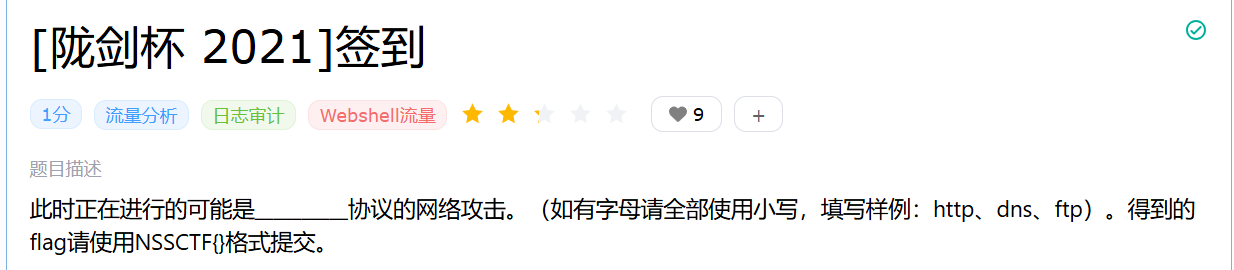 [陇剑杯 2021]签到
1分 流量分析 日志审计 Webshell流量 9 +
题目描述
此时正在进行的可能是__________协议的网络攻击。（如有字母请全部使用小写，填写样例：http、dns、ftp）。得到的
flag请使用NSSCTF{}格式提交。